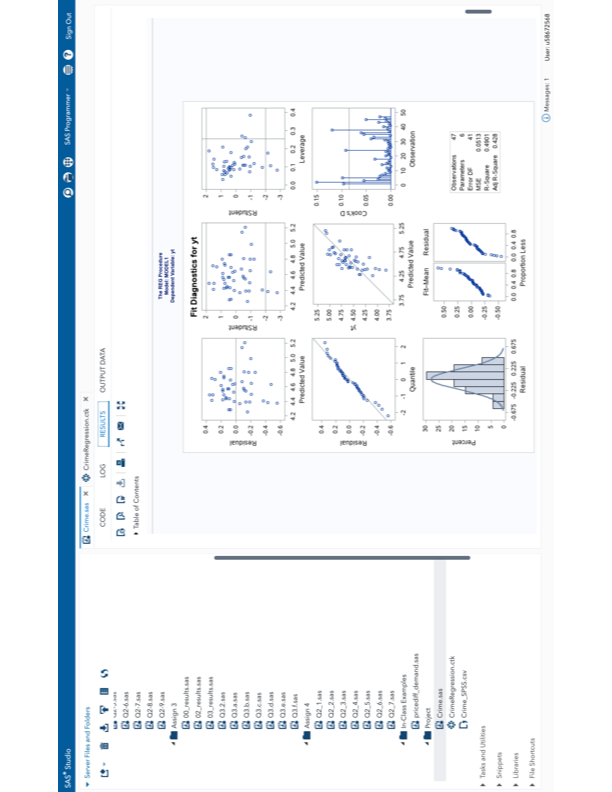 SAS® Studio
SAS Programmer
Sign Out
Server Files and Folders
Q2-6.sas
Q2-7.sas
Q2-8.sas
Q2-9.sas
Assign 3
00_results.sas
02_results.sas
03_results.sas
Q3.2.sas
Q3.a.sas
Q3.b.sas
Q3.c.sas
Q3.d.sas
Q3.e.sas
Q3.f.sas
Assign 4
Q2_1.sas
Q2_2.sas
Q2_3.sas
Q2_4.sas
Q2_5.sas
Q2_6.sas
Q2_7.sas
In-Class Examples
pricediff_demand.sas
Project
Crime.sas
CrimeRegression.ctk
Crime_SPSS.csv
Tasks and Utilities
Snippets
Libraries
File Shortcuts
Crime.sas
CrimeRegression.ctk
CODE LOG RESULTS OUTPUT DATA
Table of Contents
The REG Procedure
Model: MODEL1
Dependent Variable: yt
Fit Diagnostics for yt
Residual
0.4
0.2
0.0
-0.2
-0.4
-0.6
4.2 4.4 4.6 4.8 5.0 5.2
Predicted Value
RStudent
2
1
0
-1
-2
-3
4.2 4.4 4.6 4.8 5.0 5.2
Predicted Value
RStudent
2
1
0
-1
-2
-3
0.0 0.1 0.2 0.3 0.4
Leverage
Residual
0.4
0.2
0.0
-0.2
-0.4
-0.6
-2 -1 0 1 2
Quantile
yt
5.25
5.00
4.75
4.50
4.25
4.00
3.75
3.75 4.25 4.75 5.25
Predicted Value
Cook's D
0.15
0.10
0.05
0.00
0 10 20 30 40 50
Observation
Percent
30
25
20
15
10
5
0
-0.675 -0.225 0.225 0.675
Residual
Fit–Mean Residual
0.50
0.25
0.00
-0.25
-0.50
0.0 0.4 0.8 0.0 0.4 0.8
Proportion Less
Observations 47
Parameters 6
Error DF 41
MSE 0.0513
R-Square 0.4901
Adj R-Square 0.428
Messages: 1
User: u58672568